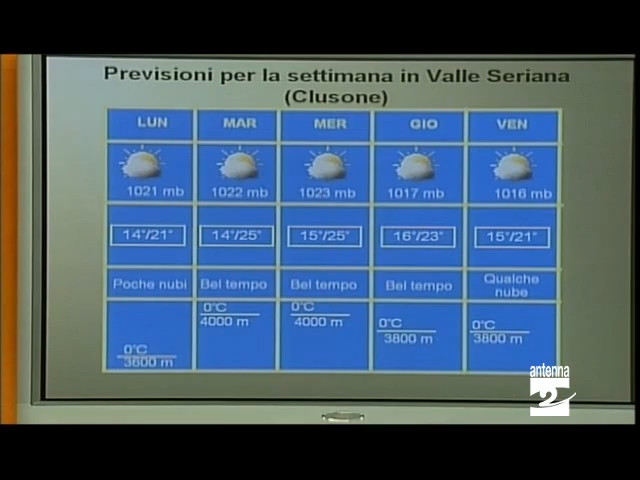 Previsioni per la settimana in Valle Seriana
(Clusone)
LUN MAR MER GIO VEN
1021 mb 1022 mb 1023 mb 1017 mb 1016 mb
14°/21° 14°/25° 15°/25° 16°/23° 15°/21°
Poche nubi Bel tempo Bel tempo Bel tempo Qualche
nube
0°C 0°C 0°C 0°C 0°C
3600 m 4000 m 4000 m 3800 m 3800 m
antenna
2